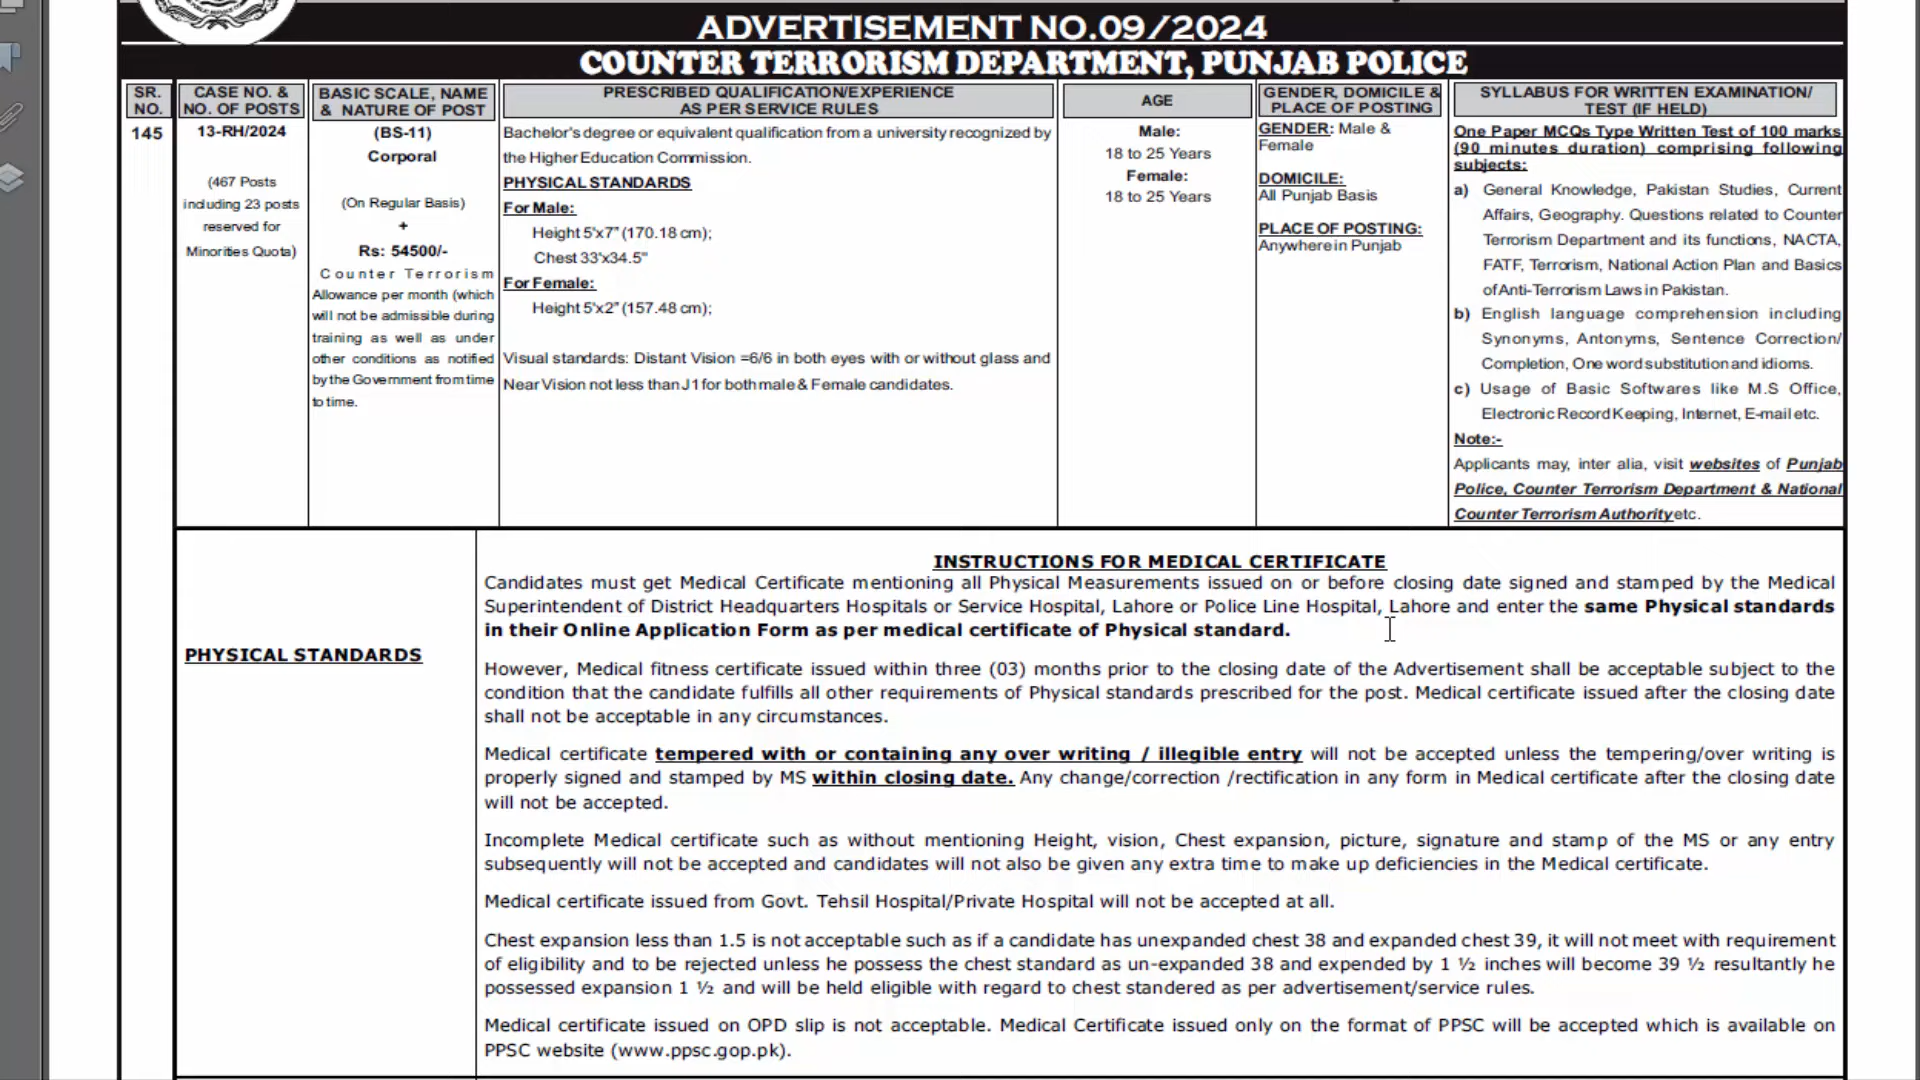 ADVERTISEMENT NO.09/2024
COUNTER TERRORISM DEPARTMENT, PUNJAB POLICE
SR. NO.
CASE NO. & NO. OF POSTS
BASIC SCALE, NAME & NATURE OF POST
PRESCRIBED QUALIFICATION/EXPERIENCE AS PER SERVICE RULES
AGE
GENDER, DOMICILE & PLACE OF POSTING
SYLLABUS FOR WRITTEN EXAMINATION/ TEST (IF HELD)
145
13-RH/2024
(467 Posts
including 23 posts
reserved for
Minorities Quota)
(BS-11)
Corporal
(On Regular Basis)
+
Rs: 54500/-
Counter Terrorism
Allowance per month (which
will not be admissible during
training as well as under
other conditions as notified
by the Government from time
to time.
Bachelor's degree or equivalent qualification from a university recognized by
the Higher Education Commission.
PHYSICAL STANDARDS
For Male:
Height 5'x7" (170.18 cm);
Chest 33'x34.5"
For Female:
Height 5'x2" (157.48 cm);
Visual standards: Distant Vision =6/6 in both eyes with or without glass and
Near Vision not less than J1 for both male & Female candidates.
Male:
18 to 25 Years
Female:
18 to 25 Years
GENDER: Male &
Female
DOMICILE:
All Punjab Basis
PLACE OF POSTING:
Anywhere in Punjab
One Paper MCQs Type Written Test of 100 marks
(90 minutes duration) comprising following
subjects:
a) General Knowledge, Pakistan Studies, Current
Affairs, Geography. Questions related to Counter
Terrorism Department and its functions, NACTA,
FATF, Terrorism, National Action Plan and Basics
of Anti-Terrorism Laws in Pakistan.
b) English language comprehension including
Synonyms, Antonyms, Sentence Correction/
Completion, One word substitution and idioms.
c) Usage of Basic Softwares like M.S Office,
Electronic Record Keeping, Internet, E-mail etc.
Note:-
Applicants may, inter alia, visit websites of Punjab
Police, Counter Terrorism Department & National
Counter Terrorism Authority etc.
PHYSICAL STANDARDS
INSTRUCTIONS FOR MEDICAL CERTIFICATE
Candidates must get Medical Certificate mentioning all Physical Measurements issued on or before closing date signed and stamped by the Medical
Superintendent of District Headquarters Hospitals or Service Hospital, Lahore or Police Line Hospital, Lahore and enter the same Physical standards
in their Online Application Form as per medical certificate of Physical standard.
However, Medical fitness certificate issued within three (03) months prior to the closing date of the Advertisement shall be acceptable subject to the
condition that the candidate fulfills all other requirements of Physical standards prescribed for the post. Medical certificate issued after the closing date
shall not be acceptable in any circumstances.
Medical certificate tempered with or containing any over writing / illegible entry will not be accepted unless the tempering/over writing is
properly signed and stamped by MS within closing date. Any change/correction /rectification in any form in Medical certificate after the closing date
will not be accepted.
Incomplete Medical certificate such as without mentioning Height, vision, Chest expansion, picture, signature and stamp of the MS or any entry
subsequently will not be accepted and candidates will not also be given any extra time to make up deficiencies in the Medical certificate.
Medical certificate issued from Govt. Tehsil Hospital/Private Hospital will not be accepted at all.
Chest expansion less than 1.5 is not acceptable such as if a candidate has unexpanded chest 38 and expanded chest 39, it will not meet with requirement
of eligibility and to be rejected unless he possess the chest standard as un-expanded 38 and expended by 1 ½ inches will become 39 ½ resultantly he
possessed expansion 1 ½ and will be held eligible with regard to chest standered as per advertisement/service rules.
Medical certificate issued on OPD slip is not acceptable. Medical Certificate issued only on the format of PPSC will be accepted which is available on
PPSC website (www.ppsc.gop.pk).